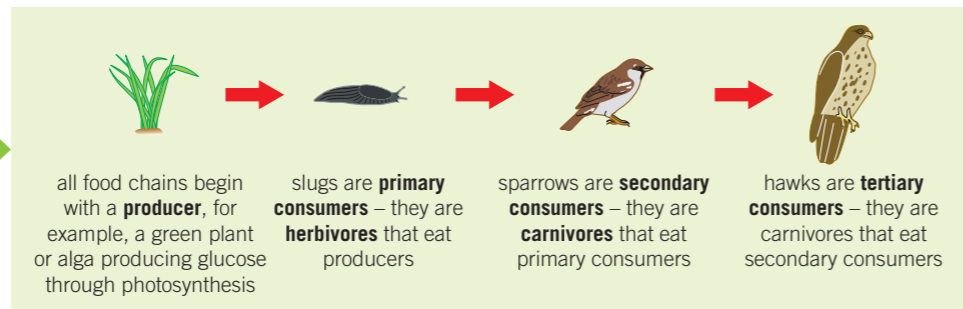 all food chains begin
with a producer, for
example, a green plant
or alga producing glucose
through photosynthesis
slugs are primary
consumers – they are
herbivores that eat
producers
sparrows are secondary
consumers – they are
carnivores that eat
primary consumers
hawks are tertiary
consumers – they are
carnivores that eat
secondary consumers